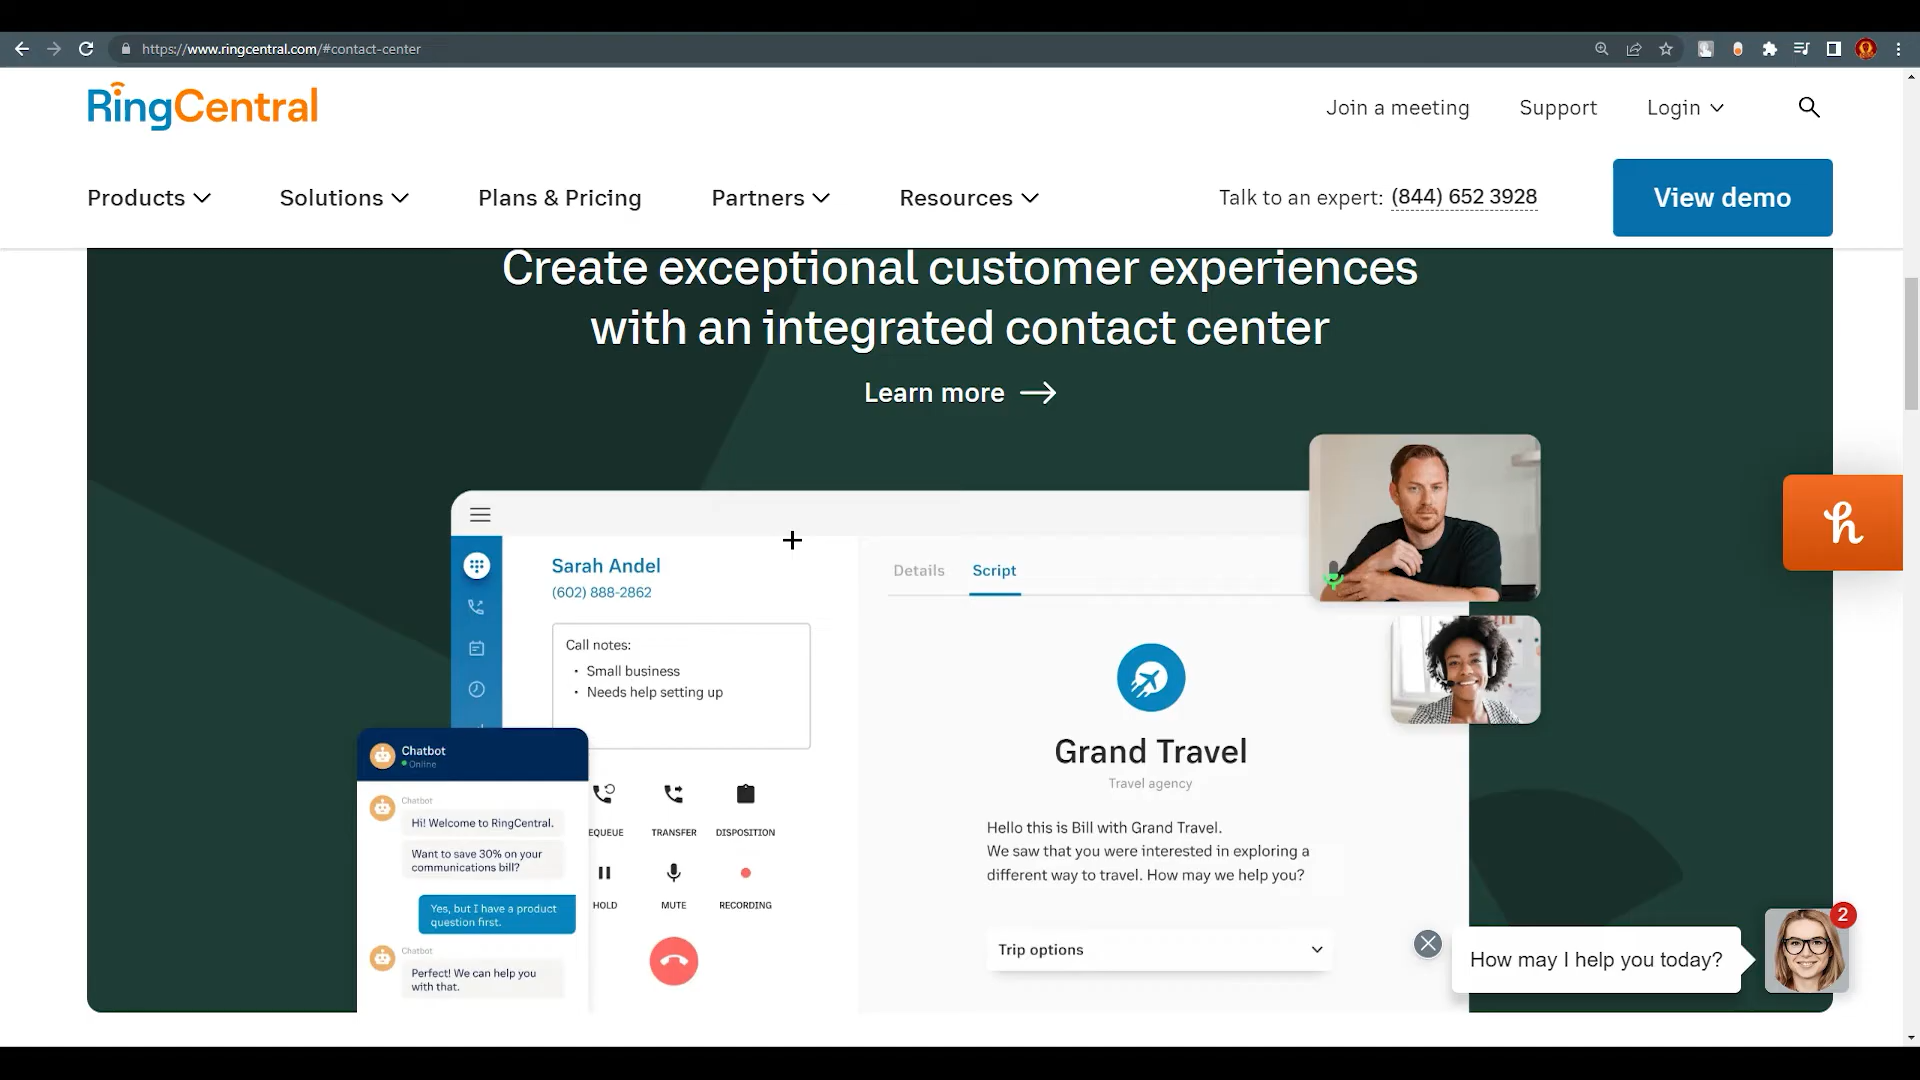 https://www.ringcentral.com/#contact-center
RingCentral
Join a meeting
Support
Login
Products
Solutions
Plans & Pricing
Partners
Resources
Talk to an expert: (844) 652 3928
View demo
Create exceptional customer experiences
with an integrated contact center
Learn more
Sarah Andel
(602) 888-2862
Call notes:
• Small business
• Needs help setting up
EQUEUE
TRANSFER
DISPOSITION
HOLD
MUTE
RECORDING
Details
Script
Grand Travel
Travel agency
Hello this is Bill with Grand Travel.
We saw that you were interested in exploring a
different way to travel. How may we help you?
Trip options
Chatbot
Online
Chatbot
Hi! Welcome to RingCentral.
Want to save 30% on your
communications bill?
Yes, but I have a product
question first.
Chatbot
Perfect! We can help you
with that.
h
How may I help you today?
2